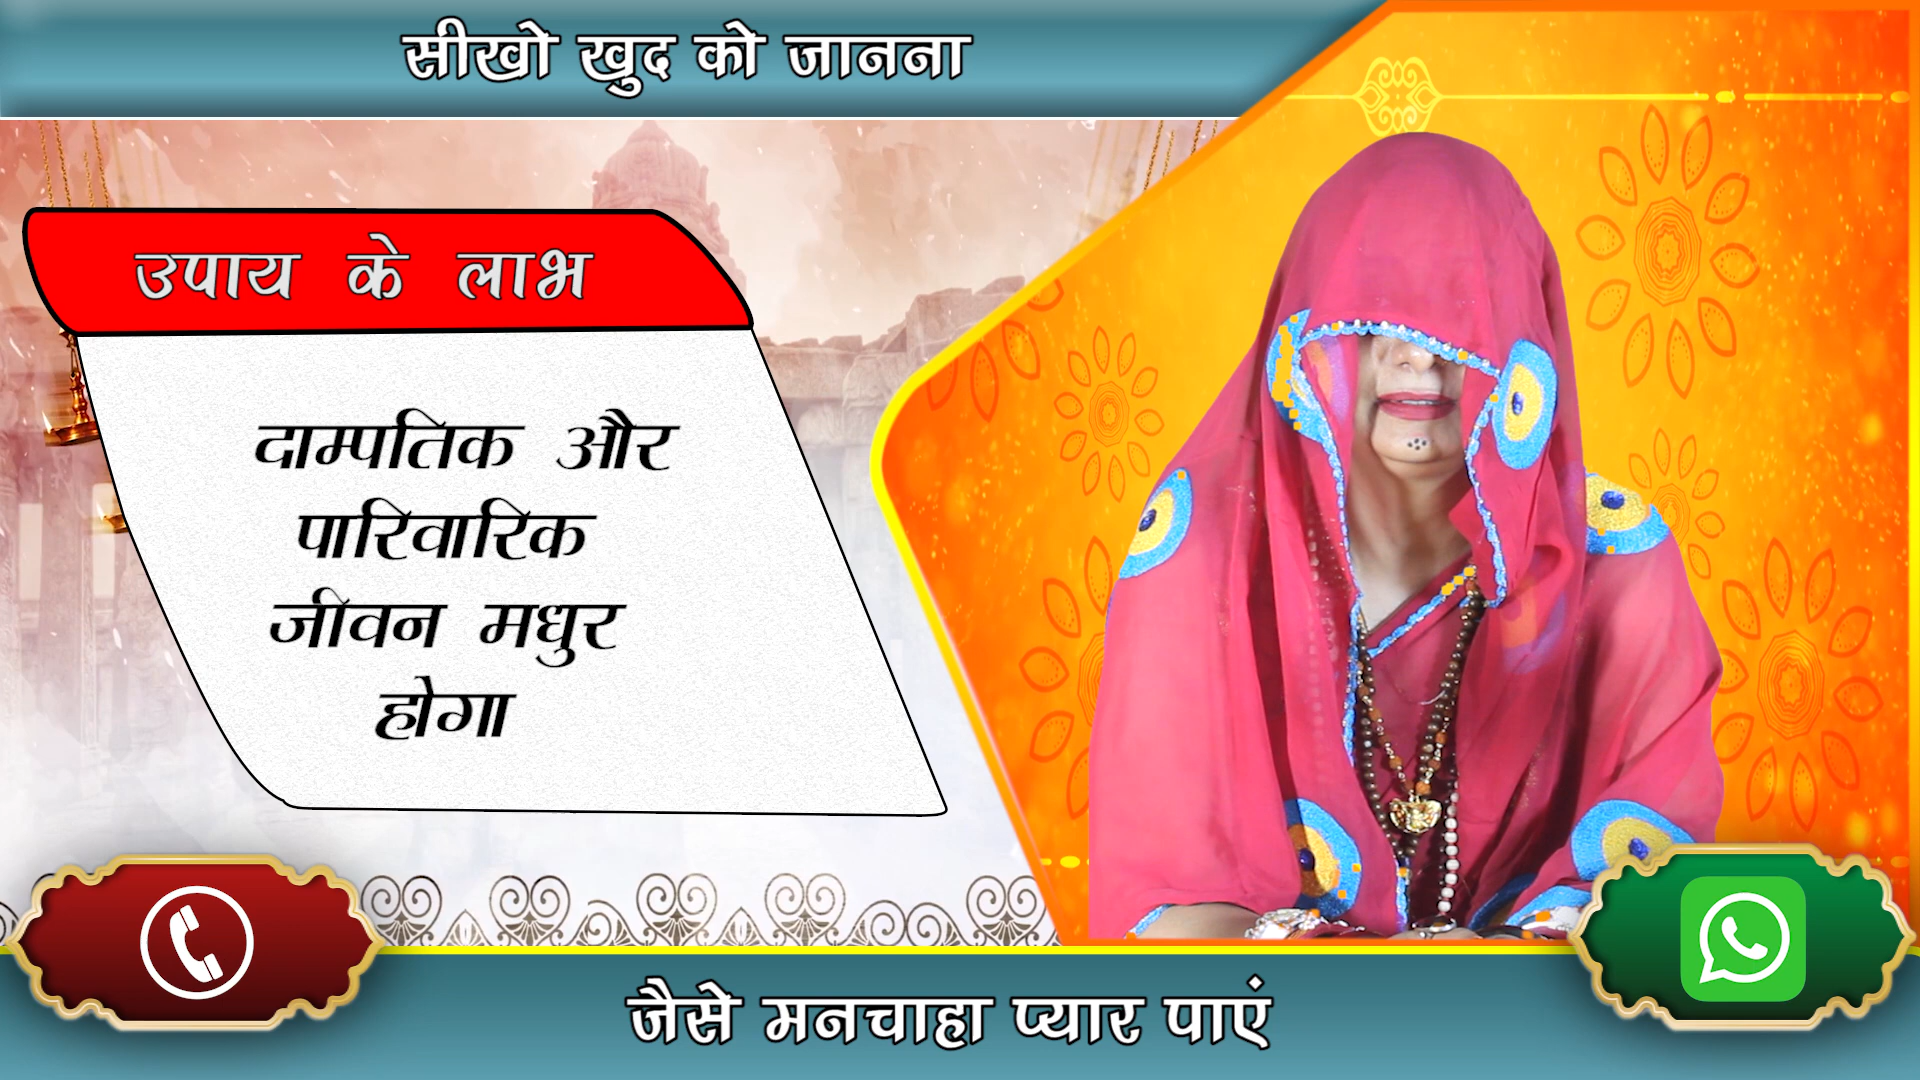 सीखो खुद को जानना
उपाय के लाभ
दाम्पतिक और
पारिवारिक
जीवन मधुर
होगा
जैसे मनचाहा प्यार पाएं